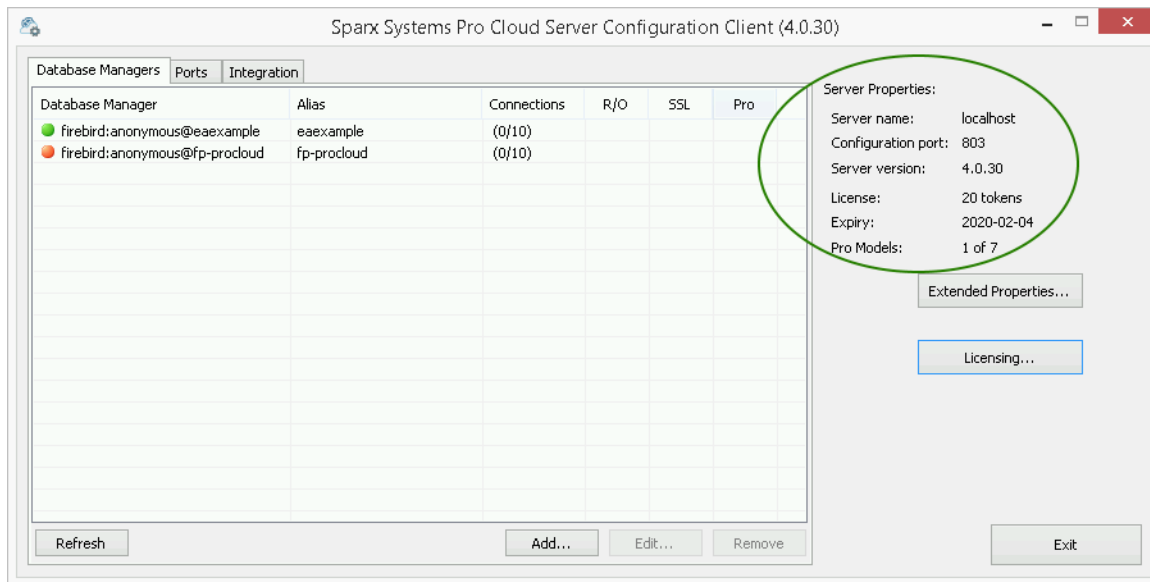 Sparx Systems Pro Cloud Server Configuration Client (4.0.30)
Database Managers Ports Integration
Database Manager Alias Connections R/O SSL Pro
firebird:anonymous@eaexample eaexample (0/10)
firebird:anonymous@fp-procloud fp-procloud (0/10)
Server Properties:
Server name: localhost
Configuration port: 803
Server version: 4.0.30
License: 20 tokens
Expiry: 2020-02-04
Pro Models: 1 of 7
Extended Properties...
Licensing...
Refresh Add... Edit... Remove
Exit